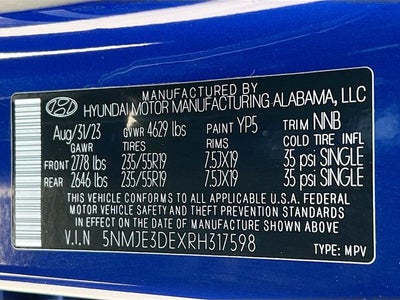 MANUFACTURED BY
HYUNDAI MOTOR MANUFACTURING ALABAMA, LLC
Aug/31/23 GVWR 4629 lbs PAINT YP5 TRIM NNB
GAWR TIRES RIMS COLD TIRE INFL
FRONT 2778 lbs 235/55R19 7.5JX19 35 psi SINGLE
REAR 2646 lbs 235/55R19 7.5JX19 35 psi SINGLE
THIS VEHICLE CONFORMS TO ALL APPLICABLE U.S.A FEDERAL
MOTOR VEHICLE SAFETY AND THEFT PREVENTION STANDARDS
IN EFFECT ON THE DATE OF MANUFACTURE SHOWN ABOVE
V.I.N 5NMJE3DEXRH317598 TYPE: MPV